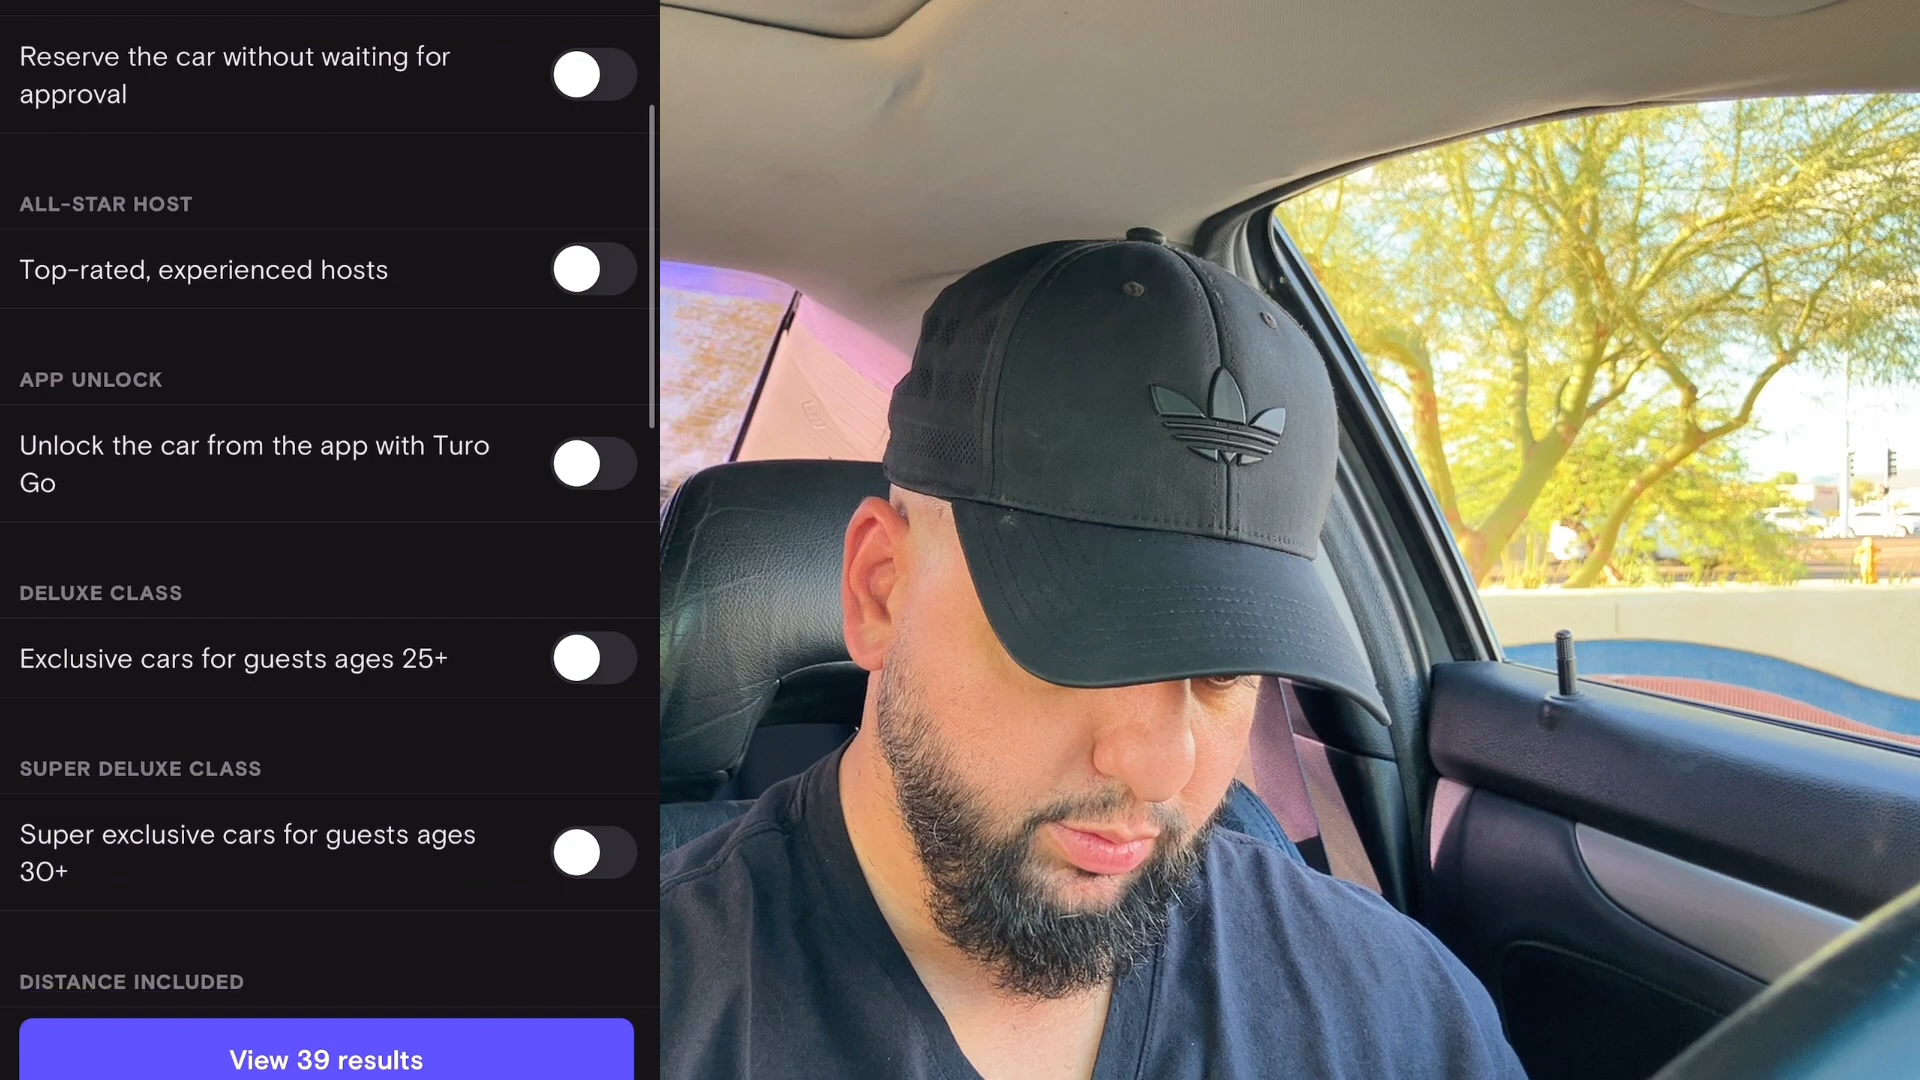 Reserve the car without waiting for
approval
ALL-STAR HOST
Top-rated, experienced hosts
APP UNLOCK
Unlock the car from the app with Turo
Go
DELUXE CLASS
Exclusive cars for guests ages 25+
SUPER DELUXE CLASS
Super exclusive cars for guests ages
30+
DISTANCE INCLUDED
View 39 results